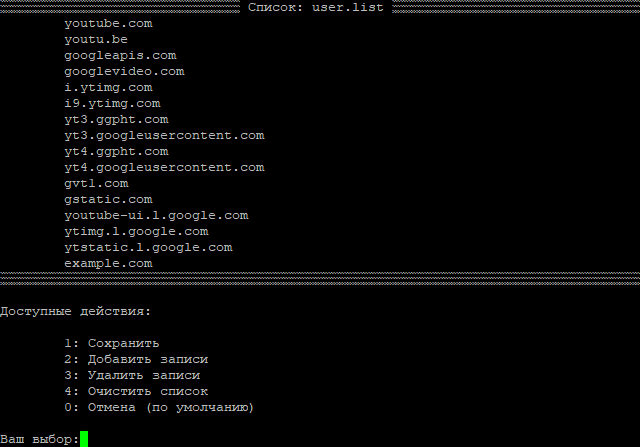 Список: user.list
youtube.com
youtu.be
googleapis.com
googlevideo.com
i.ytimg.com
i9.ytimg.com
yt3.ggpht.com
yt3.googleusercontent.com
yt4.ggpht.com
yt4.googleusercontent.com
gvt1.com
gstatic.com
youtube-ui.l.google.com
ytimg.l.google.com
ytstatic.l.google.com
example.com
Доступные действия:
1: Сохранить
2: Добавить записи
3: Удалить записи
4: Очистить список
0: Отмена (по умолчанию)
Ваш выбор: